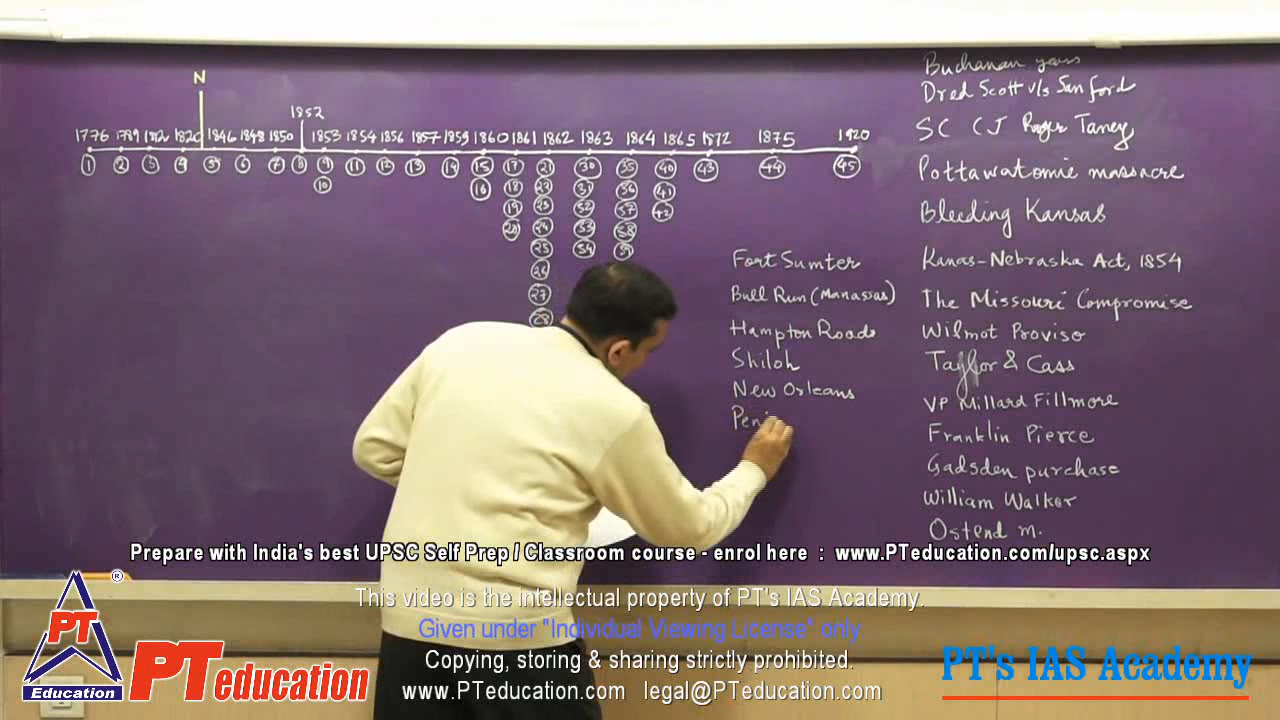 N
1852
1776 1789 1820 1820 1846 1848 1850 1853 1854 1856 1857 1859 1860 1861 1862 1863 1864 1865 1872 1875 1920
1 2 3 4 5 6 7 8 9 11 12 13 14 15 17 21 30 35 40 43 44 45
10 16 18 22 31 36 41
19 23 32 37 42
20 24 33 38
25 34 39
26
27
28
Fort Sumter
Bull Run (Manassas)
Hampton Roads
Shiloh
New Orleans
Peni
Buchanan years
Dred Scott v/s Sanford
SC CJ Roger Taney
Pottawatomie massacre
Bleeding Kansas
Kanas-Nebraska Act, 1854
The Missouri Compromise
Wilmot Proviso
Taylor & Cass
VP Millard Fillmore
Franklin Pierce
Gadsden purchase
William Walker
Ostend m.
Prepare with India's best UPSC Self Prep / Classroom course - enrol here : www.PTeducation.com/upsc.aspx
This video is the intellectual property of PT's IAS Academy.
Given under "Individual Viewing License" only
Copying, storing & sharing strictly prohibited.
www.PTeducation.com legal@PTeducation.com
PT
Education
®
PT education
PT's IAS Academy